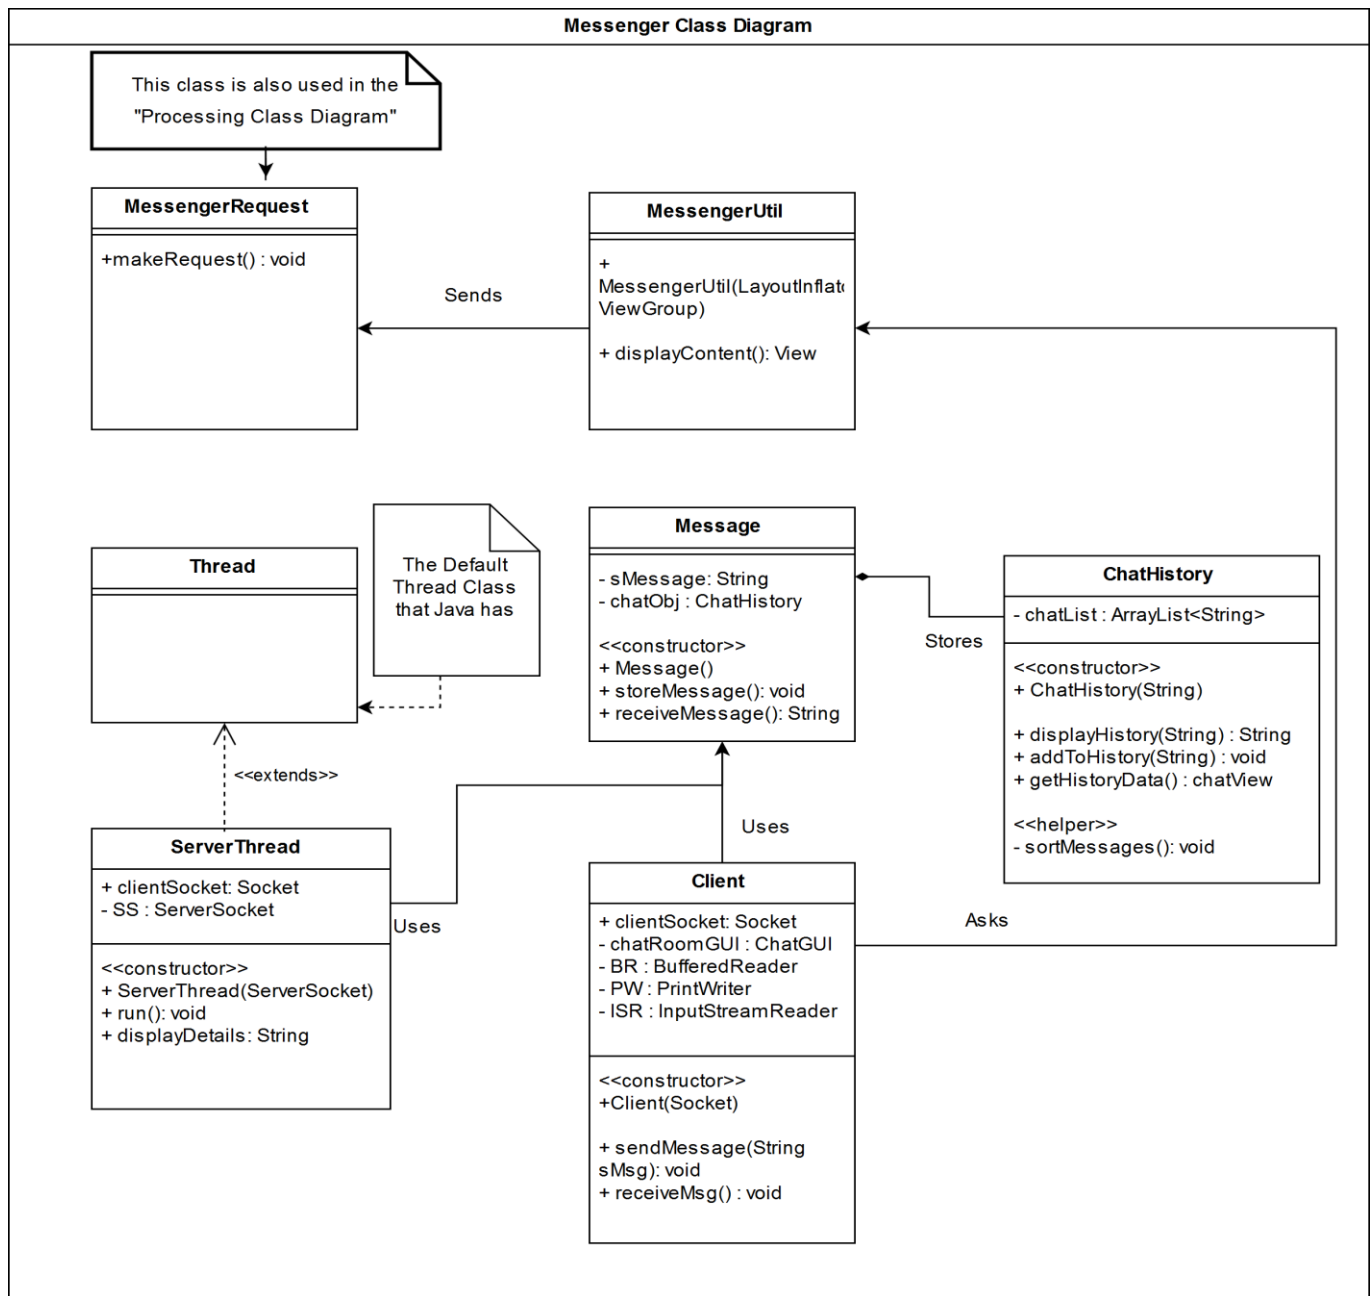 Messenger Class Diagram
This class is also used in the
"Processing Class Diagram"
MessengerRequest
+makeRequest() : void
Sends
MessengerUtil
+
MessengerUtil(LayoutInflat
ViewGroup)
+ displayContent(): View
Thread
The Default
Thread Class
that Java has
<<extends>>
Message
- sMessage: String
- chatObj : ChatHistory
<<constructor>>
+ Message()
+ storeMessage(): void
+ receiveMessage(): String
Stores
ChatHistory
- chatList : ArrayList<String>
<<constructor>>
+ ChatHistory(String)
+ displayHistory(String) : String
+ addToHistory(String) : void
+ getHistoryData() : chatView
<<helper>>
- sortMessages(): void
ServerThread
+ clientSocket: Socket
- SS : ServerSocket
<<constructor>>
+ ServerThread(ServerSocket)
+ run(): void
+ displayDetails: String
Uses
Uses
Client
+ clientSocket: Socket
- chatRoomGUI : ChatGUI
- BR : BufferedReader
- PW : PrintWriter
- ISR : InputStreamReader
<<constructor>>
+Client(Socket)
+ sendMessage(String
sMsg): void
+ receiveMsg() : void
Asks